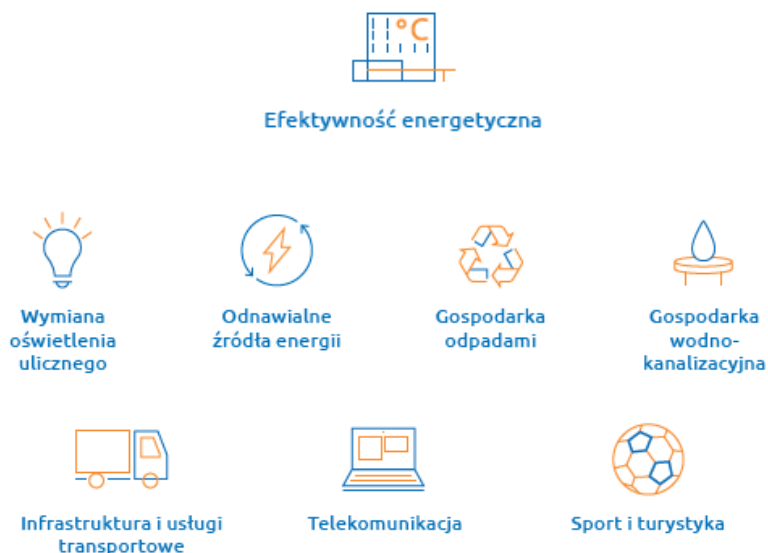 °C
Efektywność energetyczna
Wymiana
oświetlenia
ulicznego
Odnawialne
źródła energii
Gospodarka
odpadami
Gospodarka
wodno-
kanalizacyjna
Infrastruktura i usługi
transportowe
Telekomunikacja
Sport i turystyka